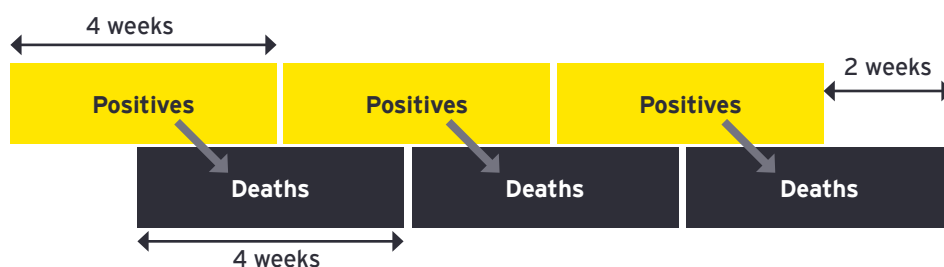 4 weeks
2 weeks
Positives Positives Positives
Deaths Deaths Deaths
4 weeks